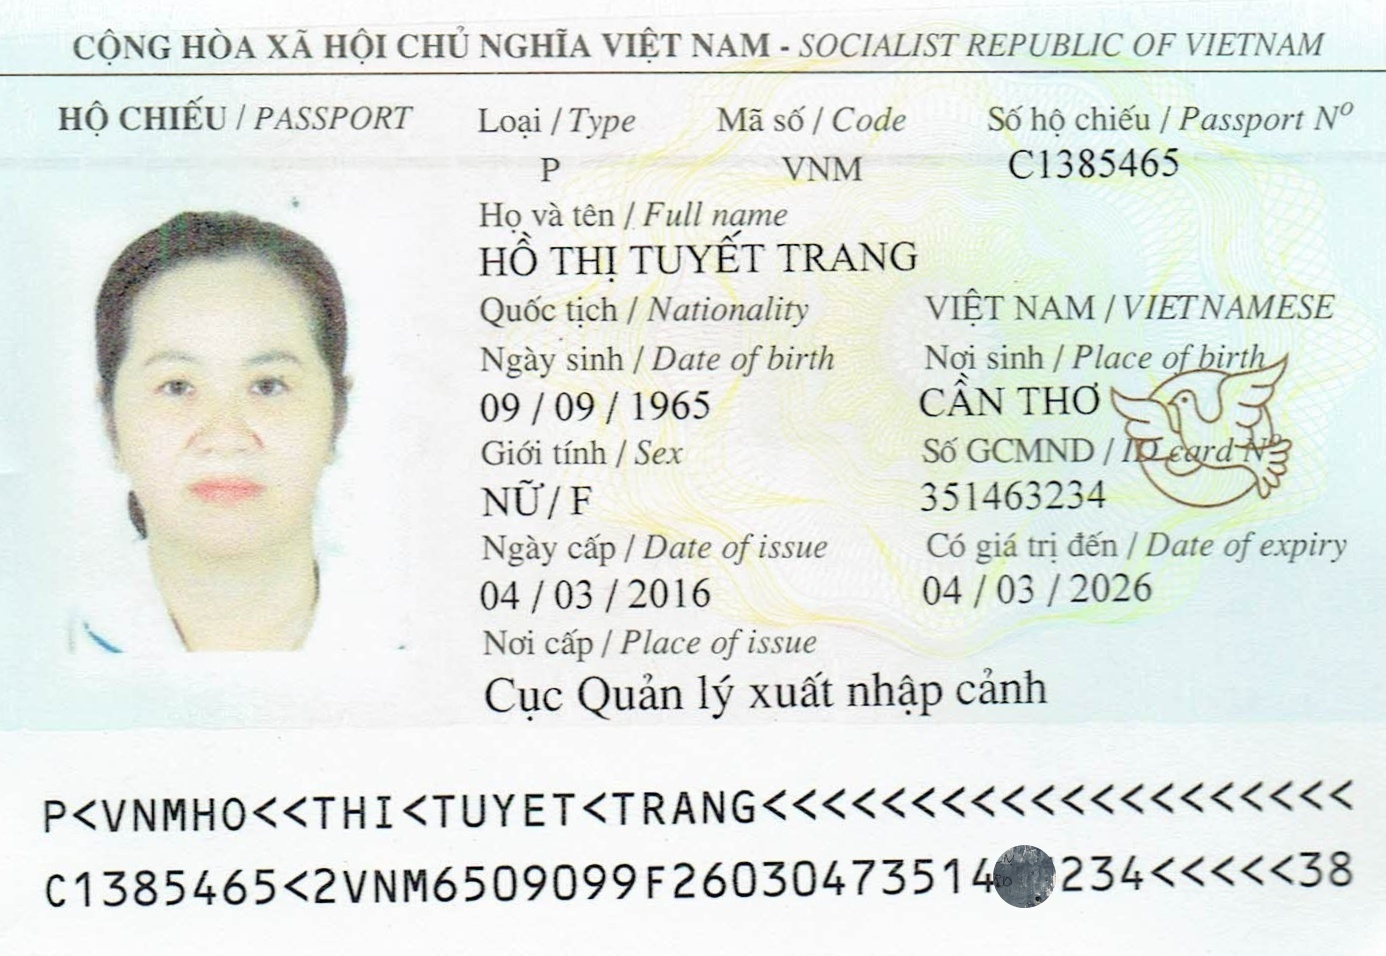 CỘNG HÒA XÃ HỘI CHỦ NGHĨA VIỆT NAM - SOCIALIST REPUBLIC OF VIETNAM
HỘ CHIẾU / PASSPORT
Loại / Type Mã số / Code Số hộ chiếu / Passport Nº
P VNM C1385465
Họ và tên / Full name
HỒ THỊ TUYẾT TRANG
Quốc tịch / Nationality VIỆT NAM / VIETNAMESE
Ngày sinh / Date of birth Nơi sinh / Place of birth
09 / 09 / 1965 CẦN THƠ
Giới tính / Sex Số GCMND / ID card Nº
NỮ / F 351463234
Ngày cấp / Date of issue Có giá trị đến / Date of expiry
04 / 03 / 2016 04 / 03 / 2026
Nơi cấp / Place of issue
Cục Quản lý xuất nhập cảnh
P<VNMHO<<THI<TUYET<TRANG<<<<<<<<<<<<<<<<<<<<
C1385465<2VNM6509099F26030473514 234<<<<<38